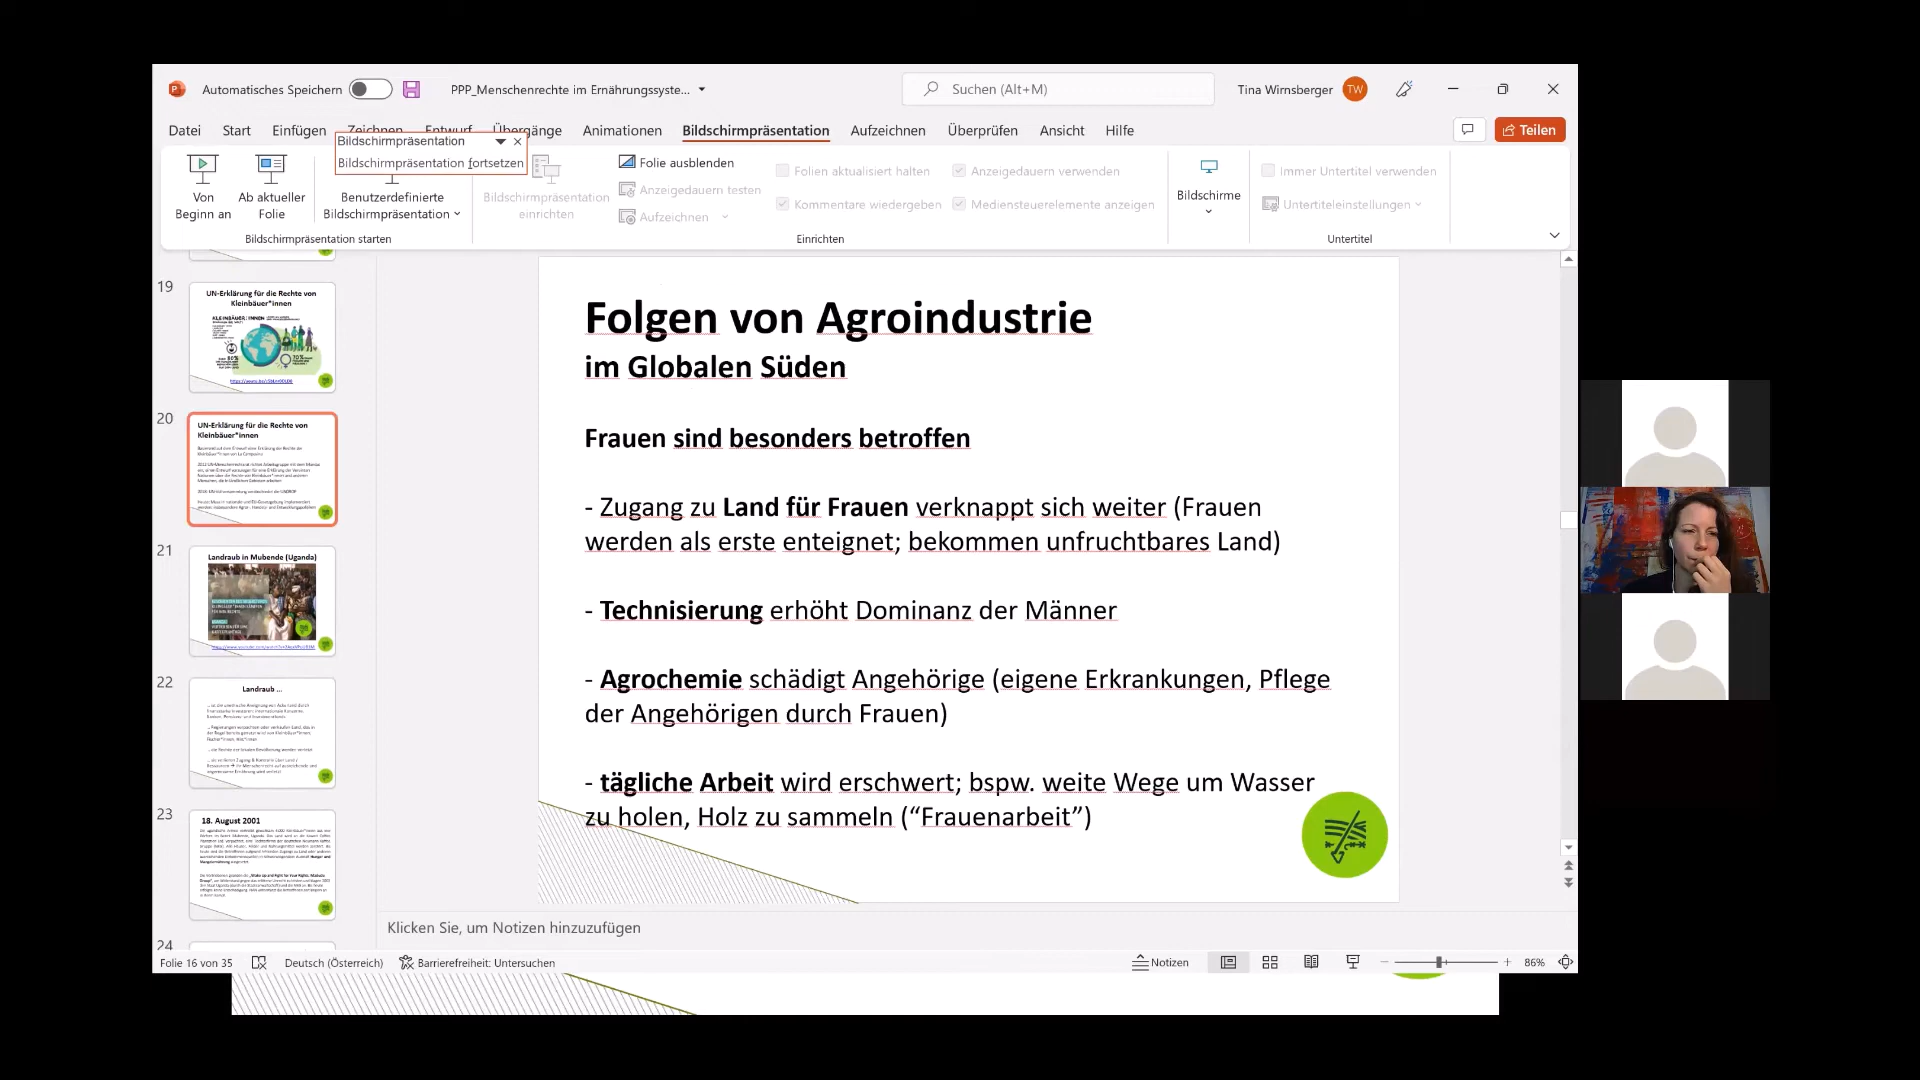 Automatisches Speichern
PPP_Menschenrechte im Ernährungssyste...
Suchen (Alt+M)
Tina Wirnsberger
TW
Datei
Start
Einfügen
Zeichnen
Entwurf
Übergänge
Animationen
Bildschirmpräsentation
Aufzeichnen
Überprüfen
Ansicht
Hilfe
Teilen
Bildschirmpräsentation
Bildschirmpräsentation fortsetzen
Von
Beginn an
Ab aktueller
Folie
Benutzerdefinierte
Bildschirmpräsentation
Bildschirmpräsentation starten
Bildschirmpräsentation
einrichten
Folie ausblenden
Anzeigedauern testen
Aufzeichnen
Folien aktualisiert halten
Kommentare wiedergeben
Anzeigedauern verwenden
Mediensteuerelemente anzeigen
Einrichten
Bildschirme
Immer Untertitel verwenden
Untertiteleinstellungen
Untertitel
19
UN-Erklärung für die Rechte von
Kleinbäuer*innen
20
UN-Erklärung für die Rechte von
Kleinbäuer*innen
21
Landraub in Mubende (Uganda)
22
Landraub ...
23
18. August 2001
24
Folgen von Agroindustrie
im Globalen Süden
Frauen sind besonders betroffen
- Zugang zu Land für Frauen verknappt sich weiter (Frauen
werden als erste enteignet; bekommen unfruchtbares Land)
- Technisierung erhöht Dominanz der Männer
- Agrochemie schädigt Angehörige (eigene Erkrankungen, Pflege
der Angehörigen durch Frauen)
- tägliche Arbeit wird erschwert; bspw. weite Wege um Wasser
zu holen, Holz zu sammeln (“Frauenarbeit”)
Klicken Sie, um Notizen hinzuzufügen
Folie 16 von 35
Deutsch (Österreich)
Barrierefreiheit: Untersuchen
Notizen
86%